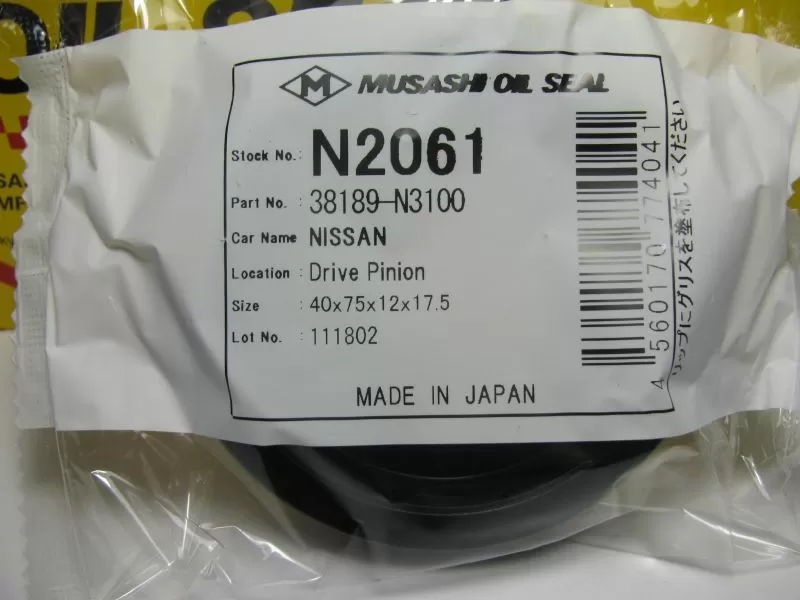 MUSASHI OIL SEAL
Stock No.: N2061
Part No. : 38189-N3100
Car Name NISSAN
Location : Drive Pinion
Size : 40x75x12x17.5
Lot No. : 111802
MADE IN JAPAN
4 560170 774041
リップにグリスを塗布してください